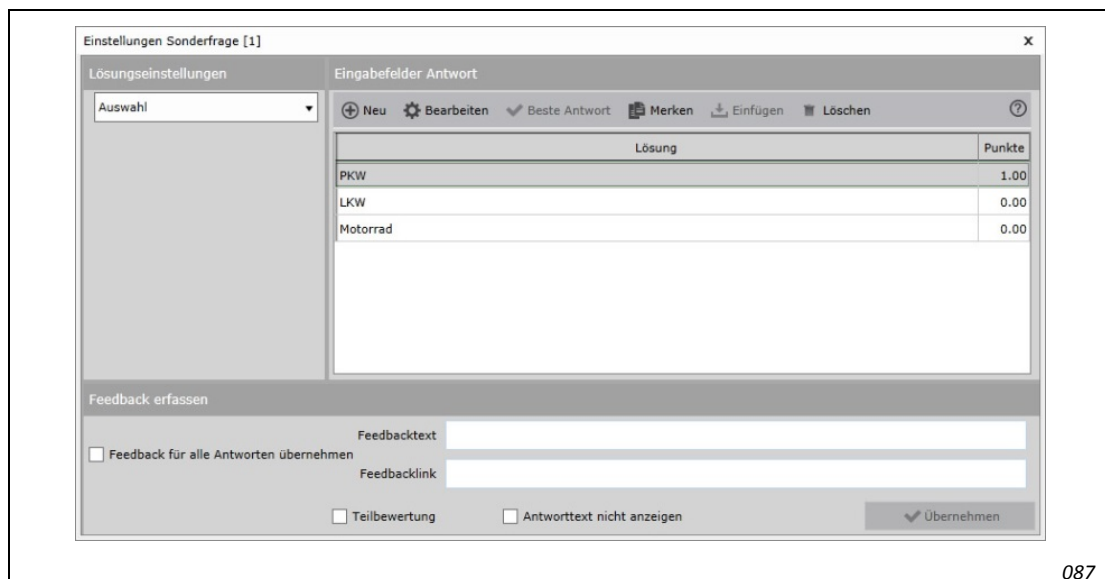 Einstellungen Sonderfrage [1] x
Lösungseinstellungen
Eingabefelder Antwort
Auswahl
Neu Bearbeiten Beste Antwort Merken Einfügen Löschen ?
Lösung Punkte
PKW 1.00
LKW 0.00
Motorrad 0.00
Feedback erfassen
Feedbacktext
Feedback für alle Antworten übernehmen
Feedbacklink
Teilbewertung Antworttext nicht anzeigen Übernehmen
087